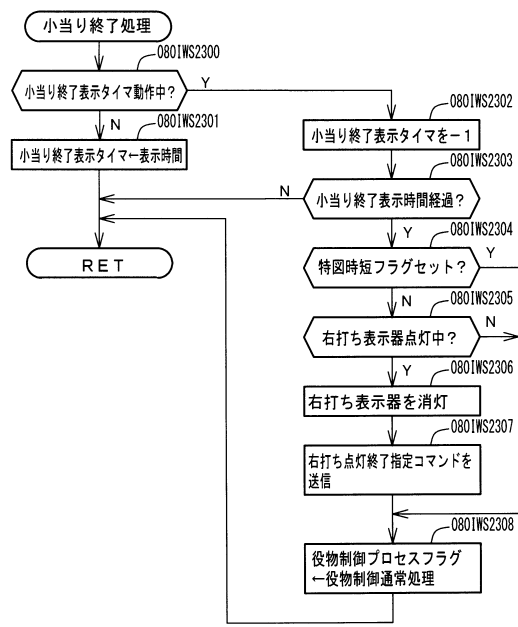 小当り終了処理
080IWS2300
小当り終了表示タイマ動作中?
Y
N
080IWS2301
小当り終了表示タイマ←表示時間
080IWS2302
小当り終了表示タイマを-1
080IWS2303
小当り終了表示時間経過?
N
Y
RET
080IWS2304
特図時短フラグセット?
Y
N
080IWS2305
右打ち表示器点灯中?
N
Y
080IWS2306
右打ち表示器を消灯
080IWS2307
右打ち点灯終了指定コマンドを
送信
080IWS2308
役物制御プロセスフラグ
←役物制御通常処理